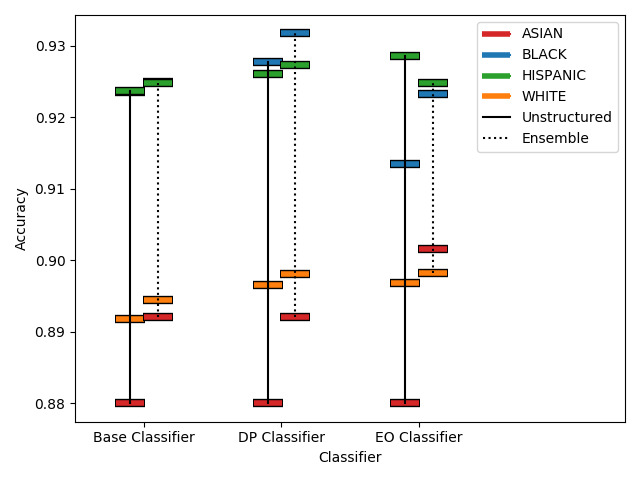 ASIAN
BLACK
HISPANIC
WHITE
Unstructured
Ensemble
0.93
0.92
0.91
0.90
0.89
0.88
Accuracy
Base Classifier
DP Classifier
EO Classifier
Classifier